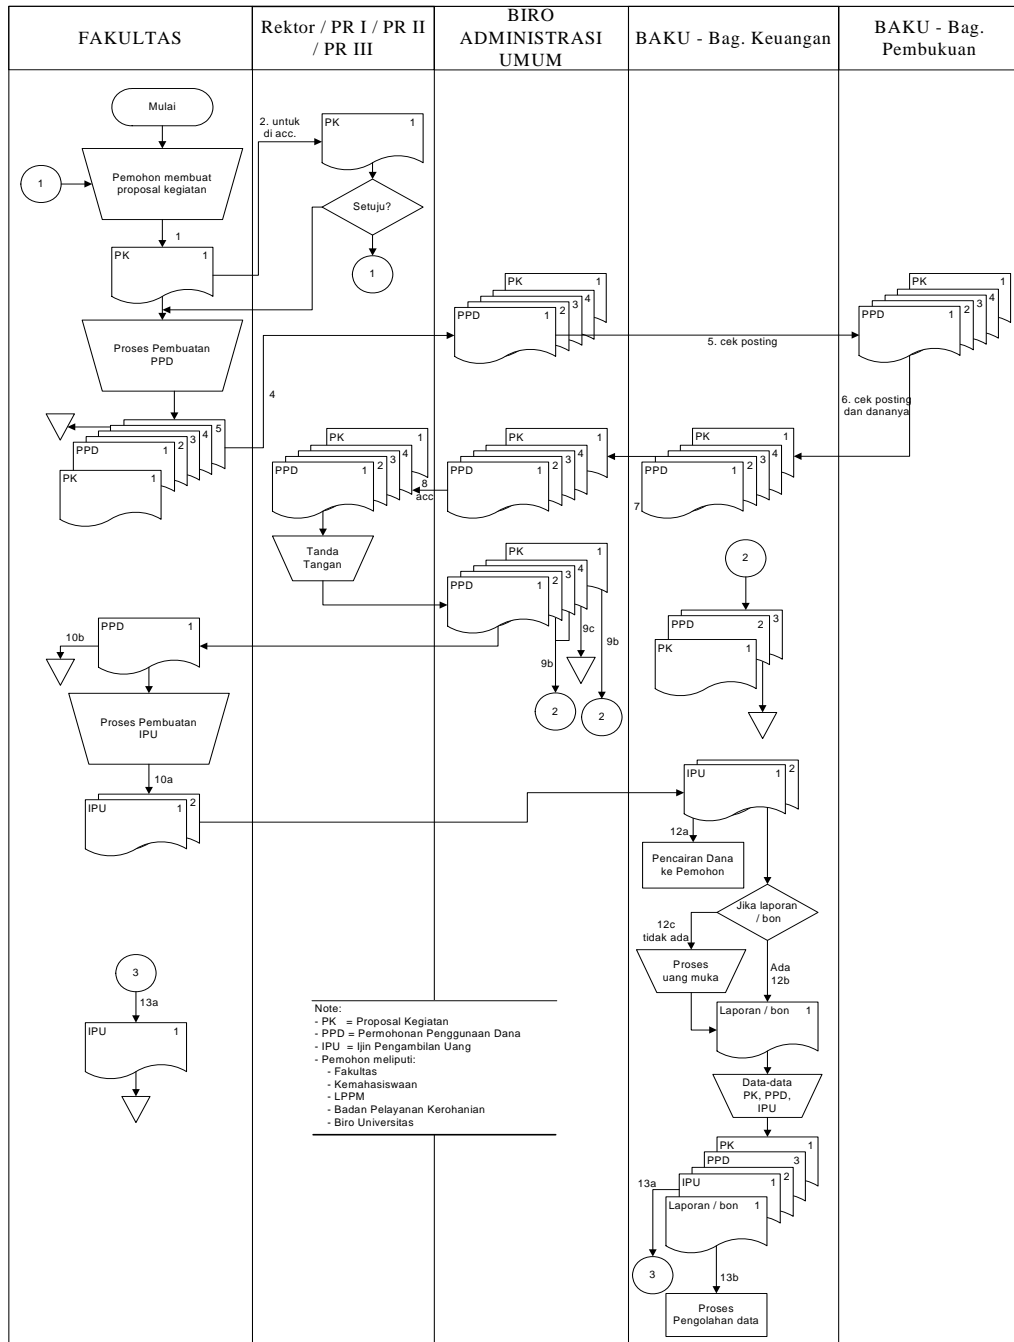 FAKULTAS
Rektor / PR I / PR II
/ PR III
BIRO
ADMINISTRASI
UMUM
BAKU - Bag. Keuangan
BAKU - Bag.
Pembukuan
Mulai
2. untuk
di acc.
PK 1
1
Pemohon membuat
proposal kegiatan
Setuju?
1
PK 1
1
PK 1
4
3
2
PPD 1
PK 1
4
3
2
PPD 1
5. cek posting
Proses Pembuatan
PPD
4
6. cek posting
dan dananya
5
4
3
2
PPD 1
PK 1
PK 1
4
3
2
PPD 1
8
acc
PK 1
4
3
2
PPD 1
PK 1
4
3
2
PPD 1
7
Tanda
Tangan
PK 1
4
3
2
PPD 1
9c
9b
9b
2
2
2
3
PPD 2
PK 1
10b
PPD 1
Proses Pembuatan
IPU
10a
2
IPU 1
2
IPU 1
12a
Pencairan Dana
ke Pemohon
Jika laporan
/ bon
12c
tidak ada
Proses
uang muka
Ada
12b
3
13a
IPU 1
Laporan / bon 1
Note:
- PK = Proposal Kegiatan
- PPD = Permohonan Penggunaan Dana
- IPU = Ijin Pengambilan Uang
- Pemohon meliputi:
- Fakultas
- Kemahasiswaan
- LPPM
- Badan Pelayanan Kerohanian
- Biro Universitas
Data-data
PK, PPD,
IPU
PK 1
PPD 3
2
13a
IPU 1
Laporan / bon 1
3
13b
Proses
Pengolahan data